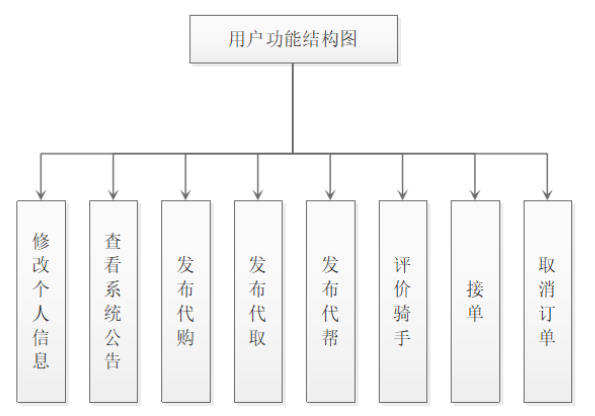 用户功能结构图
修改个人信息
查看系统公告
发布代购
发布代取
发布代帮
评价骑手
接单
取消订单